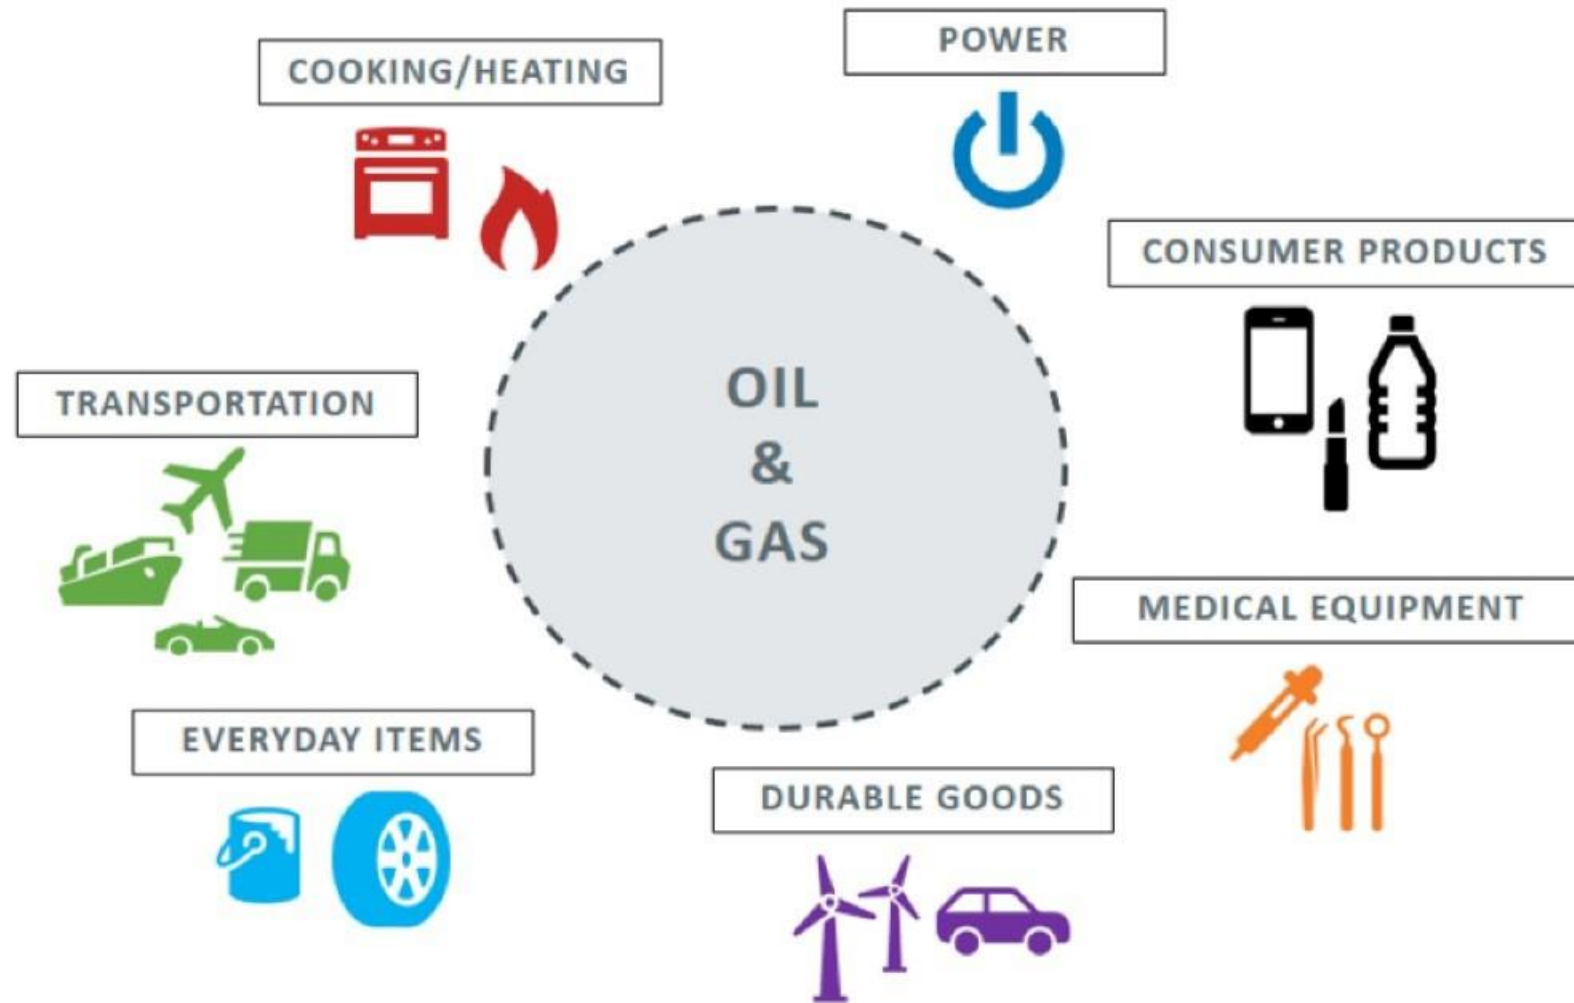 COOKING/HEATING
POWER
CONSUMER PRODUCTS
TRANSPORTATION
OIL
&
GAS
MEDICAL EQUIPMENT
EVERYDAY ITEMS
DURABLE GOODS